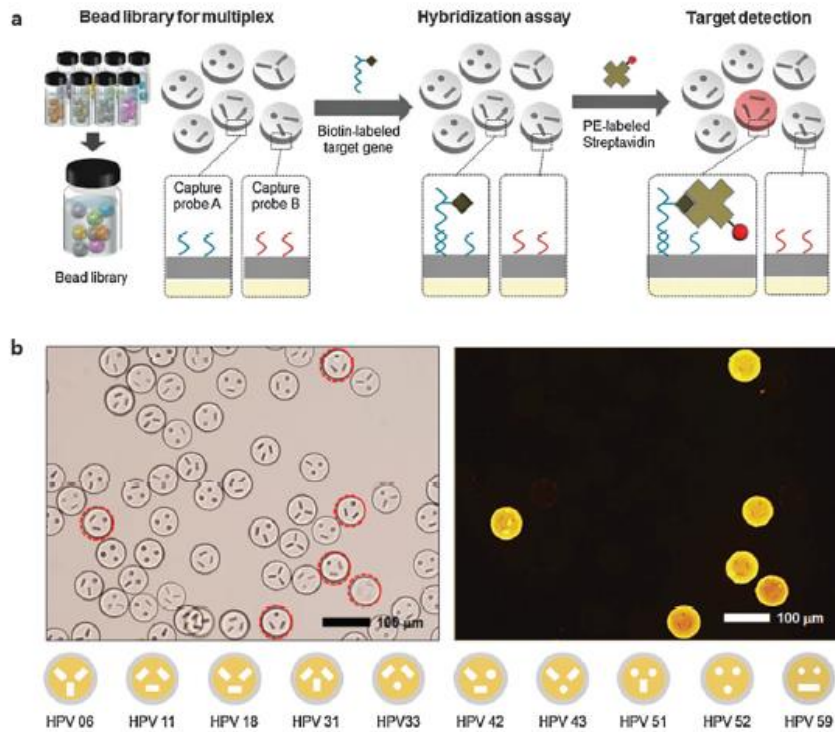 a
Bead library for multiplex
Hybridization assay
Target detection
Biotin-labeled
target gene
PE-labeled
Streptavidin
Capture
probe A
Capture
probe B
Bead library
b
100 μm
100 μm
HPV 06
HPV 11
HPV 18
HPV 31
HPV33
HPV 42
HPV 43
HPV 51
HPV 52
HPV 59